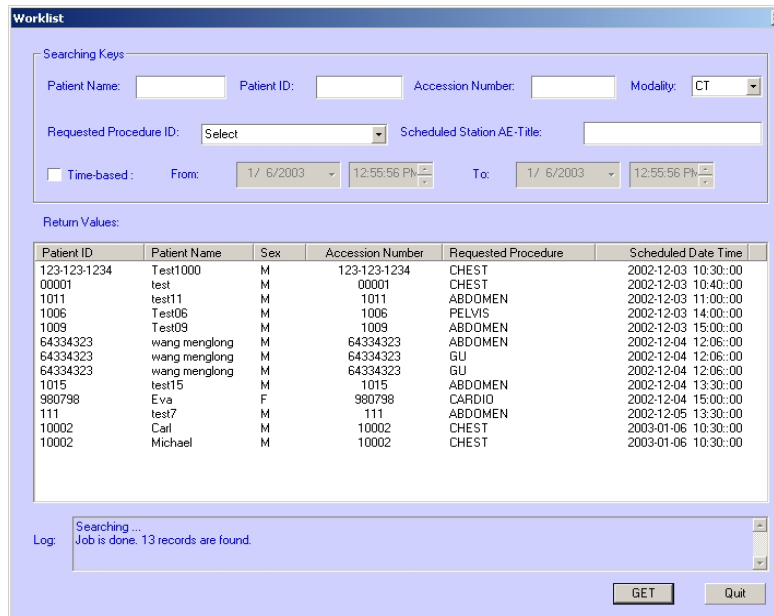 Worklist
Searching Keys
Patient Name: Patient ID: Accession Number: Modality: CT
Requested Procedure ID: Select Scheduled Station AE-Title:
Time-based : From: 1/ 6/2003 12:55:56 PM To: 1/ 6/2003 12:55:56 PM
Return Values:
Patient ID Patient Name Sex Accession Number Requested Procedure Scheduled Date Time
123-123-1234 Test1000 M 123-123-1234 CHEST 2002-12-03 10:30::00
00001 test M 00001 CHEST 2002-12-03 10:40::00
1011 test11 M 1011 ABDOMEN 2002-12-03 11:00::00
1006 Test06 M 1006 PELVIS 2002-12-03 14:00::00
1009 Test09 M 1009 ABDOMEN 2002-12-03 15:00::00
64334323 wang menglong M 64334323 ABDOMEN 2002-12-04 12:06::00
64334323 wang menglong M 64334323 GU 2002-12-04 12:06::00
64334323 wang menglong M 64334323 GU 2002-12-04 12:06::00
1015 test15 M 1015 ABDOMEN 2002-12-04 13:30::00
980798 Eva F 980798 CARDIO 2002-12-04 15:00::00
111 test7 M 111 ABDOMEN 2002-12-05 13:30::00
10002 Carl M 10002 CHEST 2003-01-06 10:30::00
10002 Michael M 10002 CHEST 2003-01-06 10:30::00
Searching ...
Log: Job is done. 13 records are found.
GET Quit